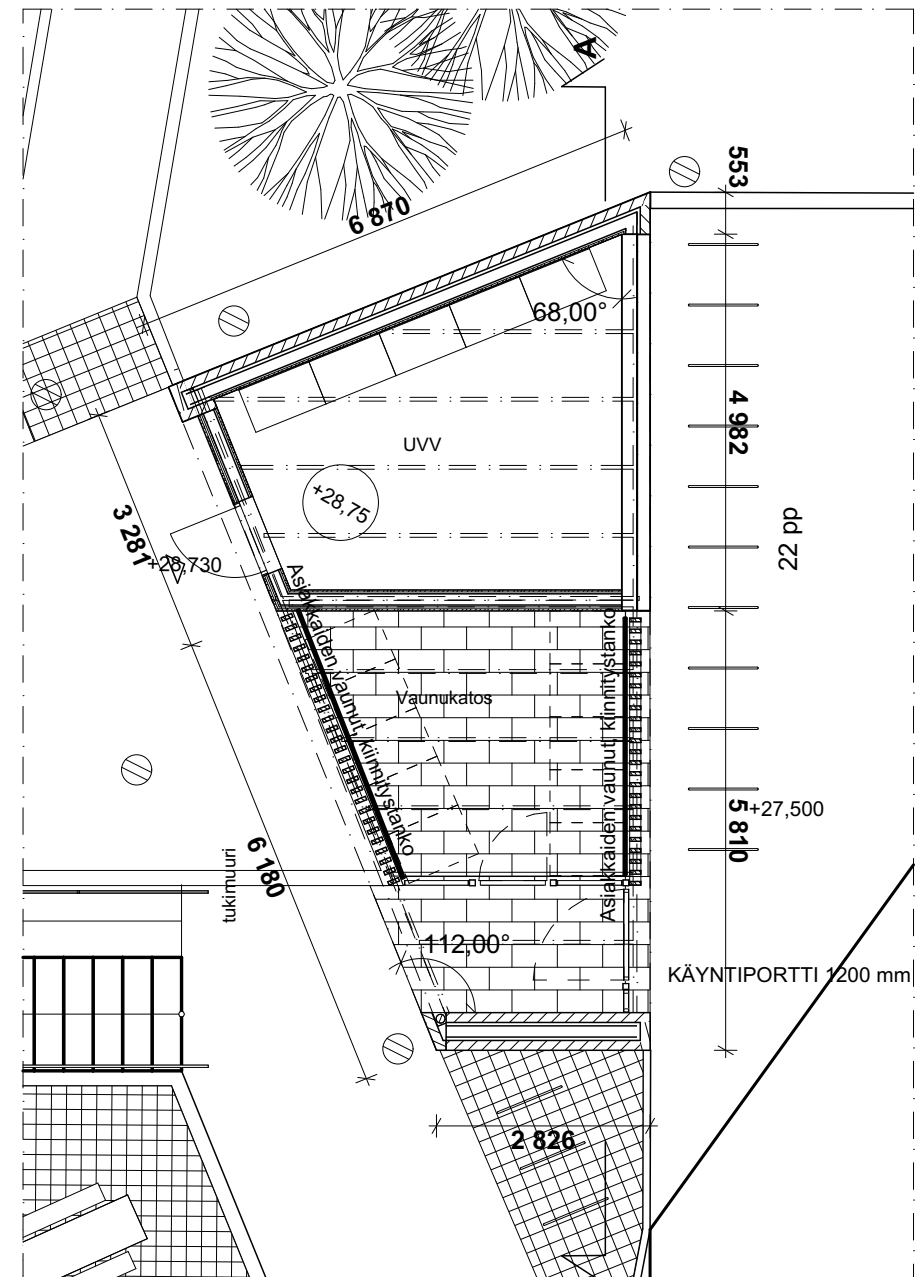 A
553
6 870
68,00°
4 982
UVV
+28,75
22 pp
3 281
+28,730
Asiakkaiden vaunut, kiinnitystanko
Asiakkaiden vaunut, kiinnitystanko
Vaunukatos
5 810
+27,500
6 180
tukimuuri
112,00°
KÄYNTIPORTTI 1200 mm
2 826